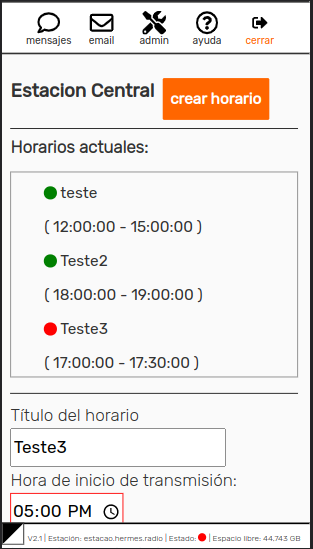 mensajes email admin ayuda cerrar
Estacion Central crear horario
Horarios actuales:
teste
( 12:00:00 - 15:00:00 )
Teste2
( 18:00:00 - 19:00:00 )
Teste3
( 17:00:00 - 17:30:00 )
Título del horario
Teste3
Hora de inicio de transmisión:
05:00 PM
V2.1 | Estación: estacao.hermes.radio | Estado: | Espacio libre: 44.743 GB